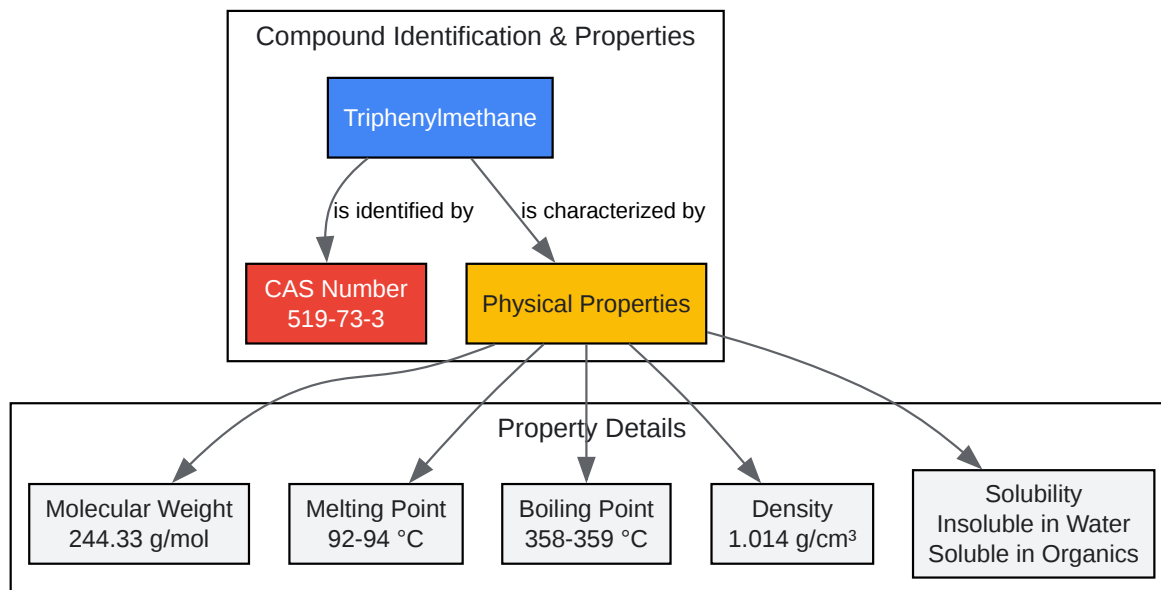 Compound Identification & Properties
Triphenylmethane
is identified by
is characterized by
CAS Number
519-73-3
Physical Properties
Property Details
Molecular Weight
244.33 g/mol
Melting Point
92-94 °C
Boiling Point
358-359 °C
Density
1.014 g/cm³
Solubility
Insoluble in Water
Soluble in Organics